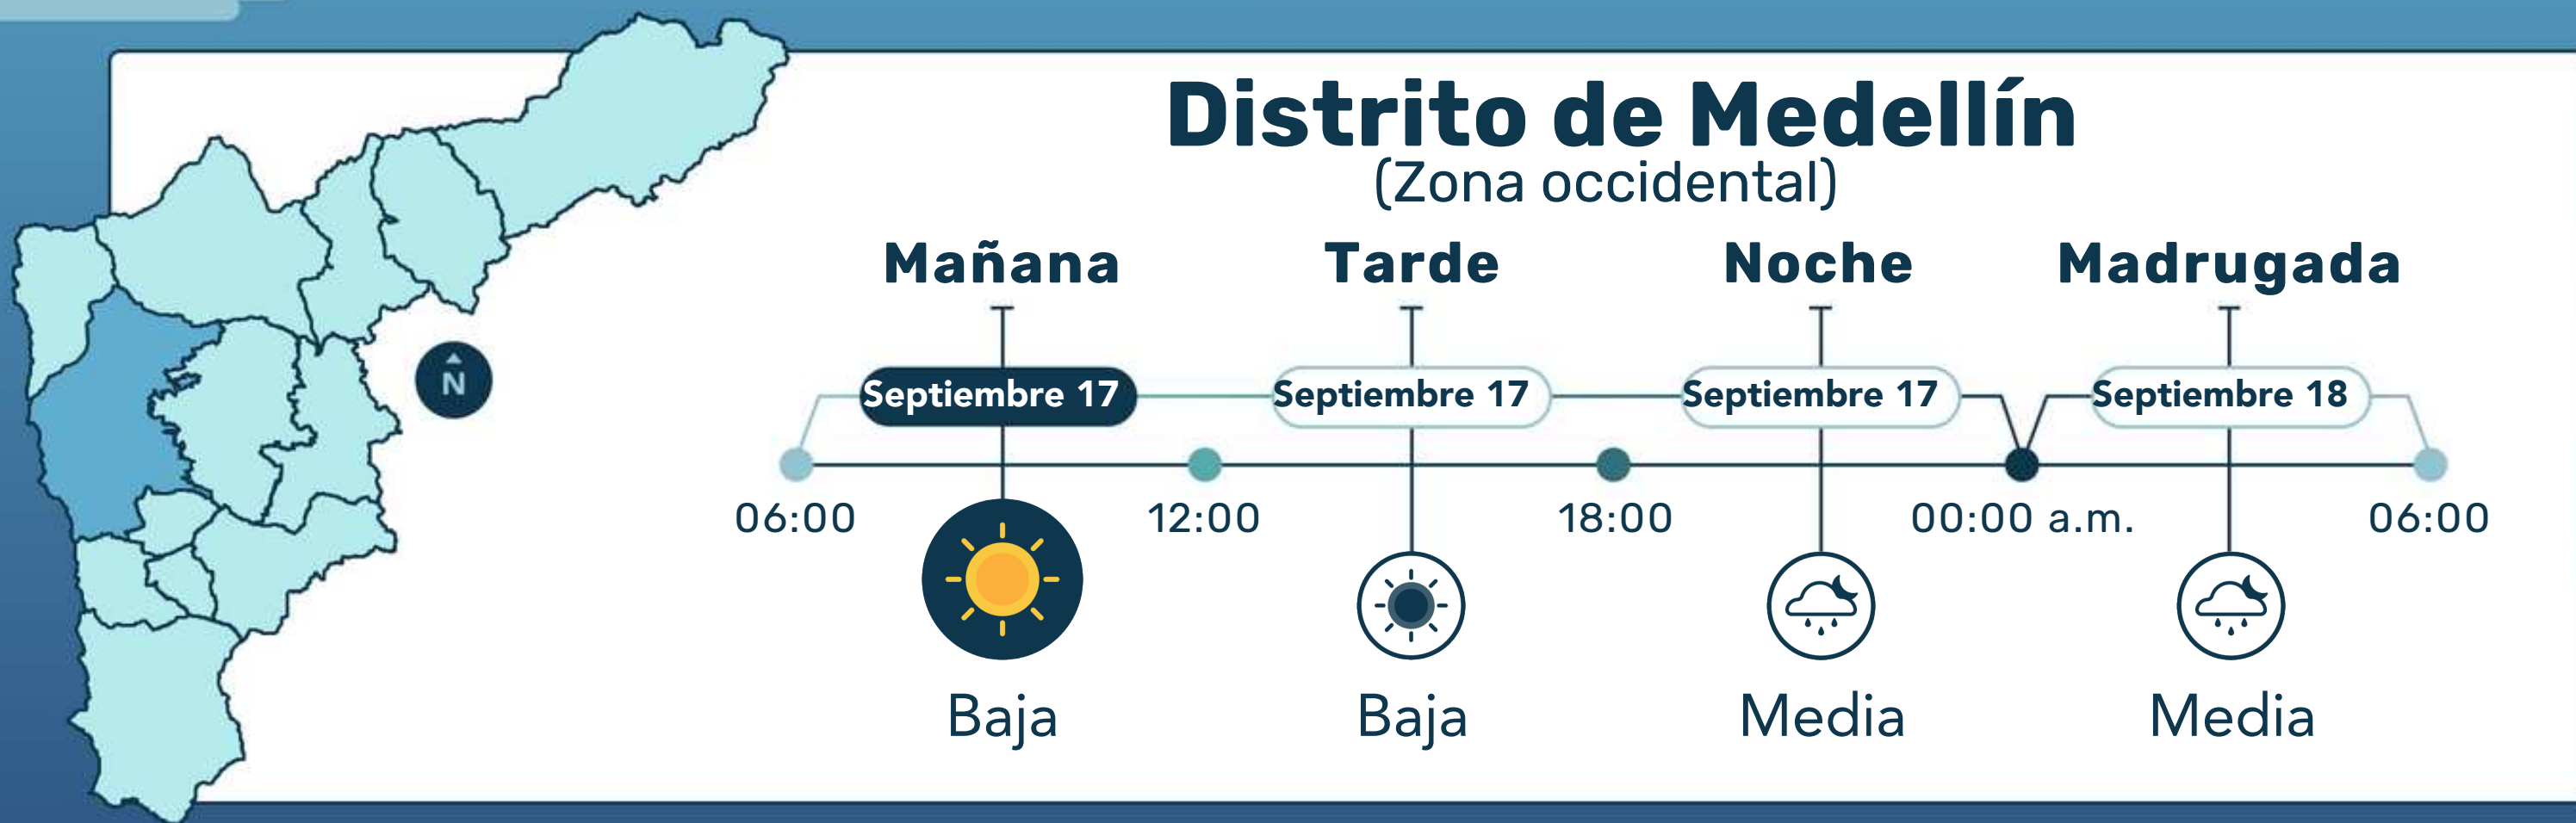 Distrito de Medellín
(Zona occidental)
Mañana Tarde Noche Madrugada
N
Septiembre 17 Septiembre 17 Septiembre 17 Septiembre 18
06:00 12:00 18:00 00:00 a.m. 06:00
Baja Baja Media Media